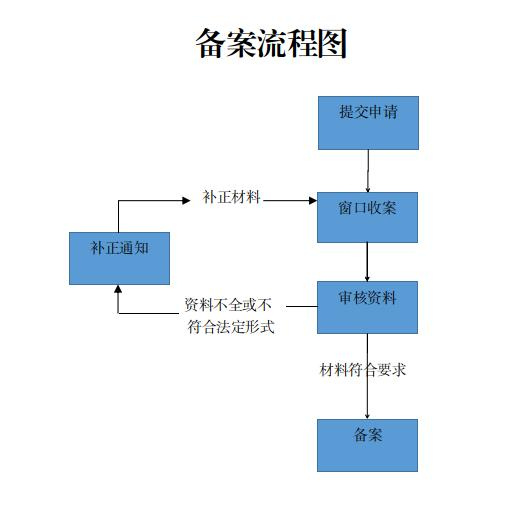 备案流程图
提交申请
补正材料
窗口收案
补正通知
审核资料
资料不全或不
符合法定形式
材料符合要求
备案